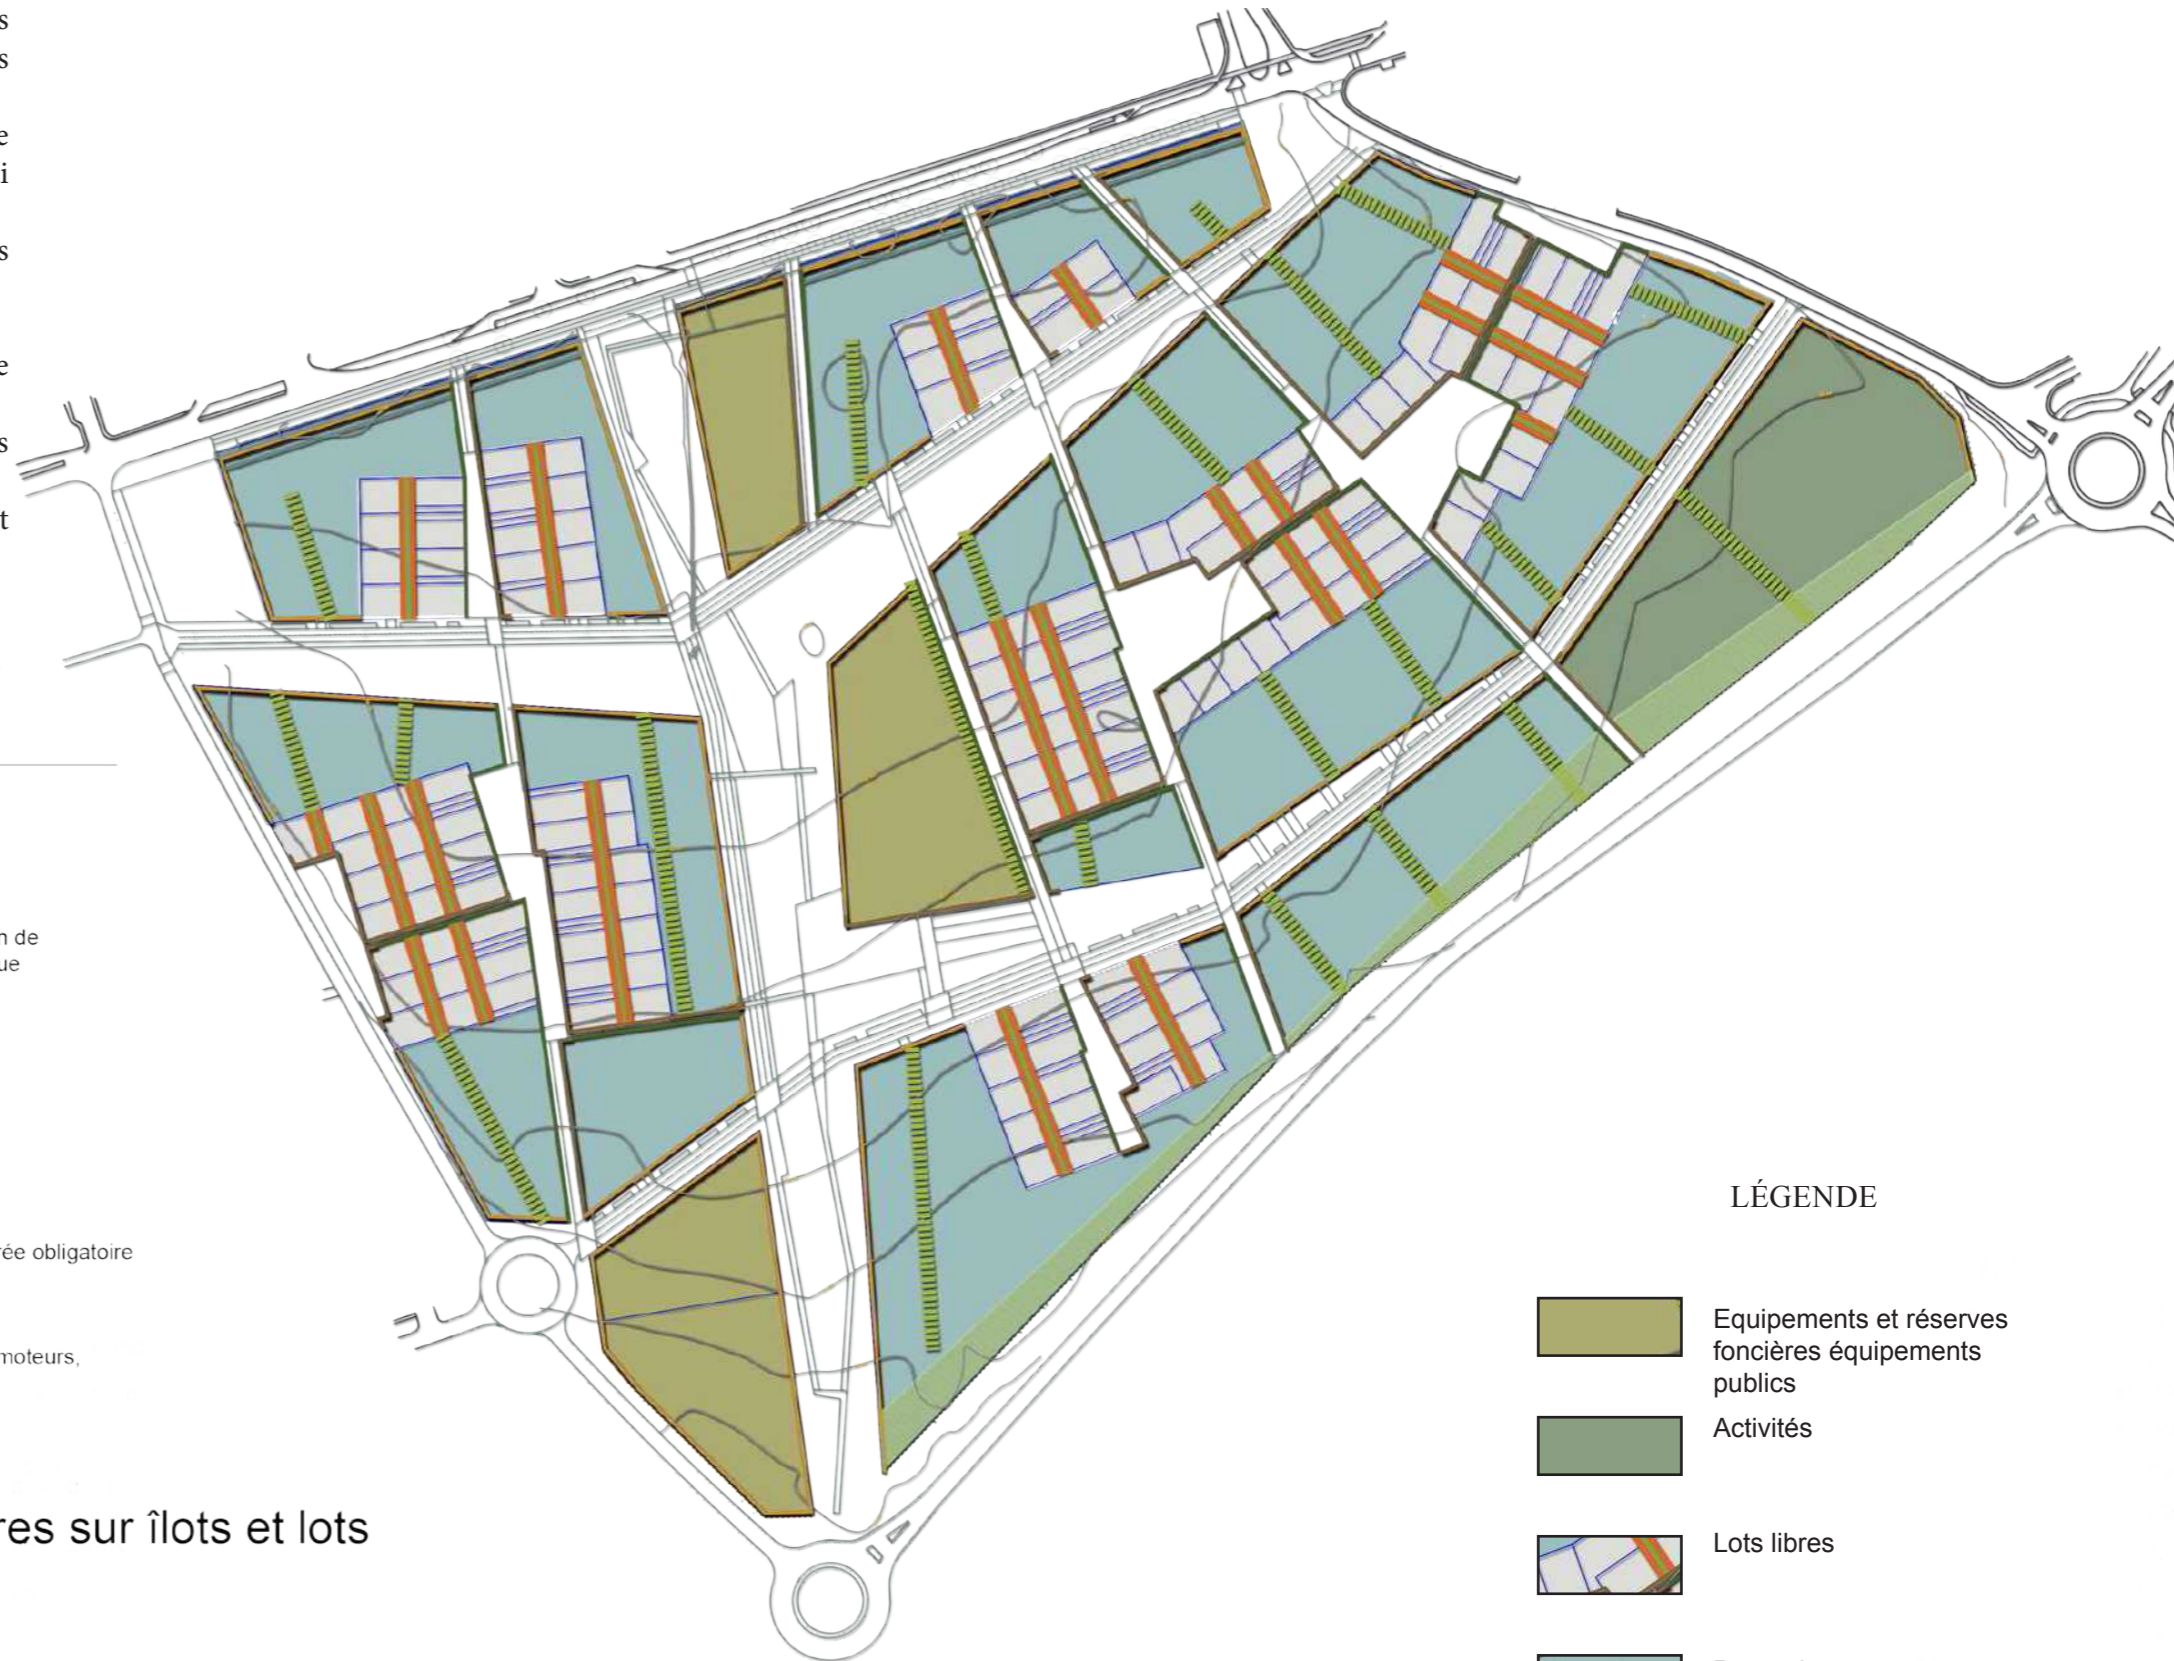 s
s
e
i
s
e
s
t
n de
ue
rée obligatoire
moteurs,
res sur îlots et lots
LÉGENDE
Equipements et réserves
foncières équipements
publics
Activités
Lots libres